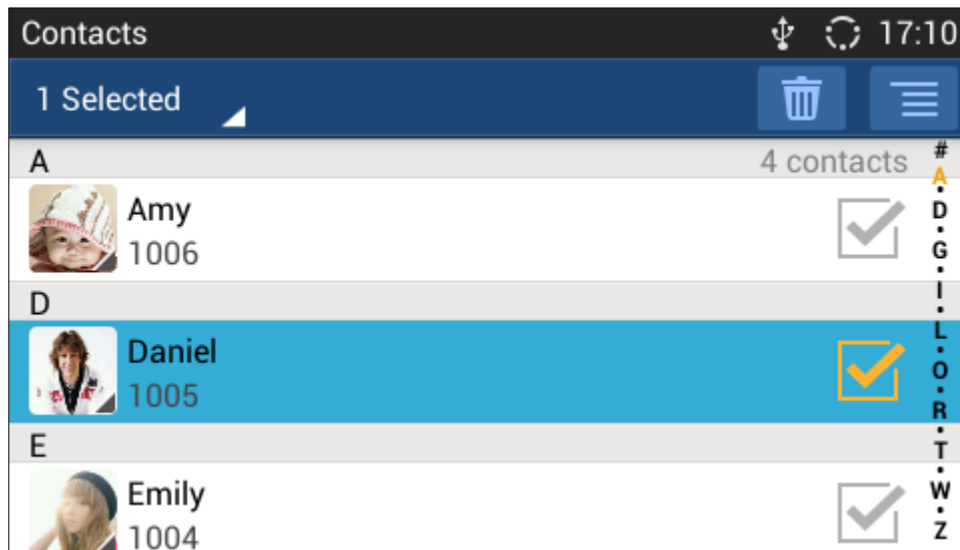 Contacts 17:10
1 Selected
A 4 contacts
Amy
1006
D
Daniel
1005
E
Emily
1004
#
A
D
G
I
L
O
R
T
W
Z